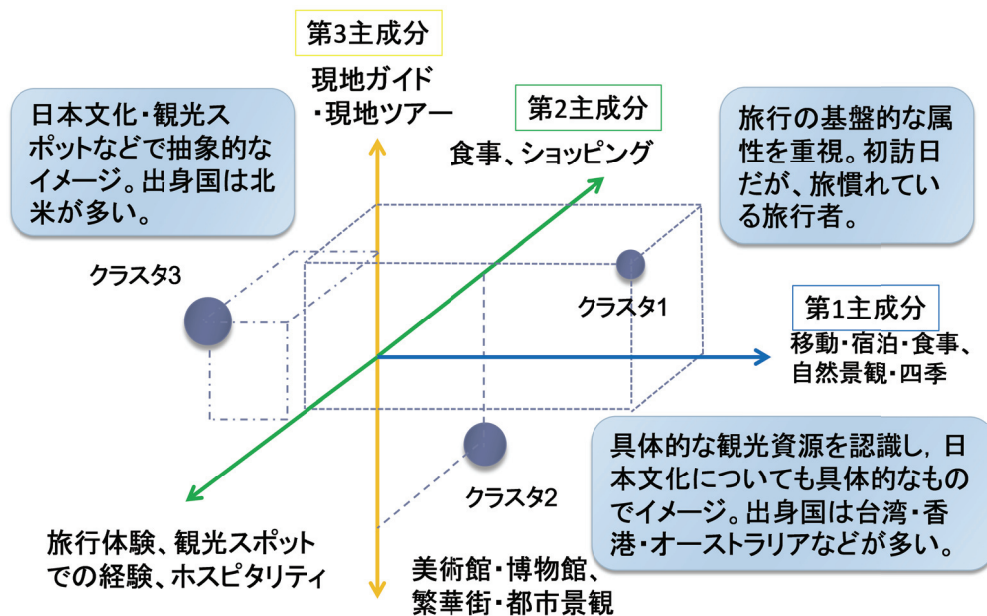 第3主成分
現地ガイド
・現地ツアー
日本文化・観光ス
ポットなどで抽象的な
イメージ。出身国は北
米が多い。
第2主成分
食事、ショッピング
旅行の基盤的な属
性を重視。初訪日
だが、旅慣れてい
る旅行者。
クラスタ3
クラスタ1
第1主成分
移動・宿泊・食事、
自然景観・四季
クラスタ2
具体的な観光資源を認識し，日
本文化についても具体的なもの
でイメージ。出身国は台湾・香
港・オーストラリアなどが多い。
旅行体験、観光スポット
での経験、ホスピタリティ
美術館・博物館、
繁華街・都市景観